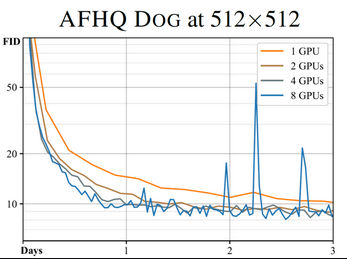 AFHQ DOG at 512×512
FID
1 GPU
2 GPUs
4 GPUs
8 GPUs
50
20
10
Days 1 2 3